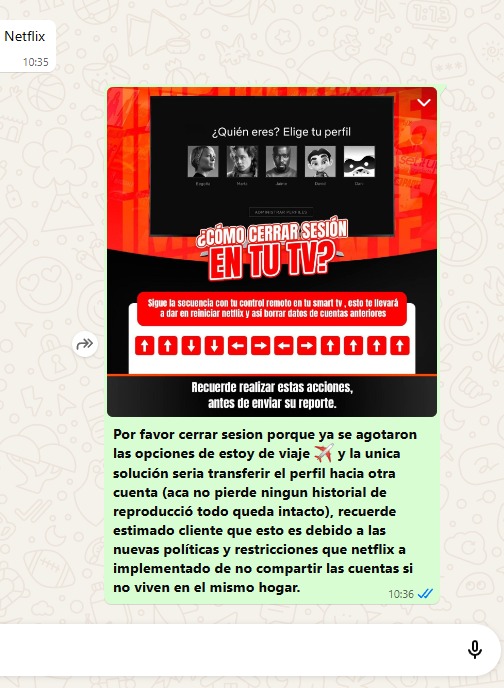 Netflix
10:35
¿Quién eres? Elige tu perfil
ADMINISTRAR PERFILES
¿CÓMO CERRAR SESIÓN
EN TU TV?
Sigue la secuencia con tu control remoto en tu smart tv , esto te llevará
a dar en reiniciar netflix y asi borrar datos de cuentas anteriores
Recuerde realizar estas acciones,
antes de enviar su reporte.
Por favor cerrar sesion porque ya se agotaron
las opciones de estoy de viaje ✈️ y la unica
solución seria transferir el perfil hacia otra
cuenta (aca no pierde ningun historial de
reproducció todo queda intacto), recuerde
estimado cliente que esto es debido a las
nuevas políticas y restricciones que netflix a
implementado de no compartir las cuentas si
no viven en el mismo hogar.
10:36